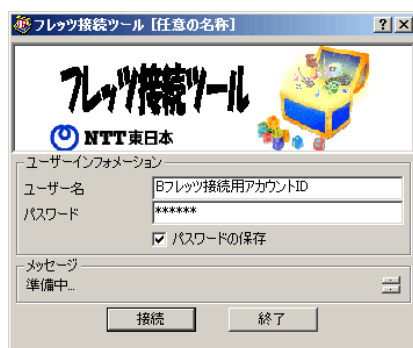 フレッツ接続ツール [任意の名称]
フレッツ接続ツール
NTT東日本
ユーザーインフォメーション
ユーザー名
Bフレッツ接続用アカウントID
パスワード
******
パスワードの保存
メッセージ
準備中...
接続
終了